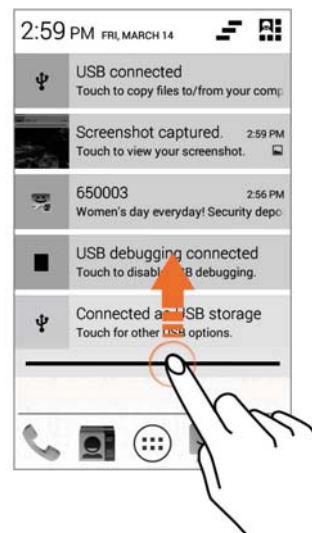 2:59 PM FRI, MARCH 14
USB connected
Touch to copy files to/from your comp
Screenshot captured. 2:59 PM
Touch to view your screenshot.
650003 2:56 PM
Women's day everyday! Security depo
USB debugging connected
Touch to disable USB debugging.
Connected as USB storage
Touch for other USB options.